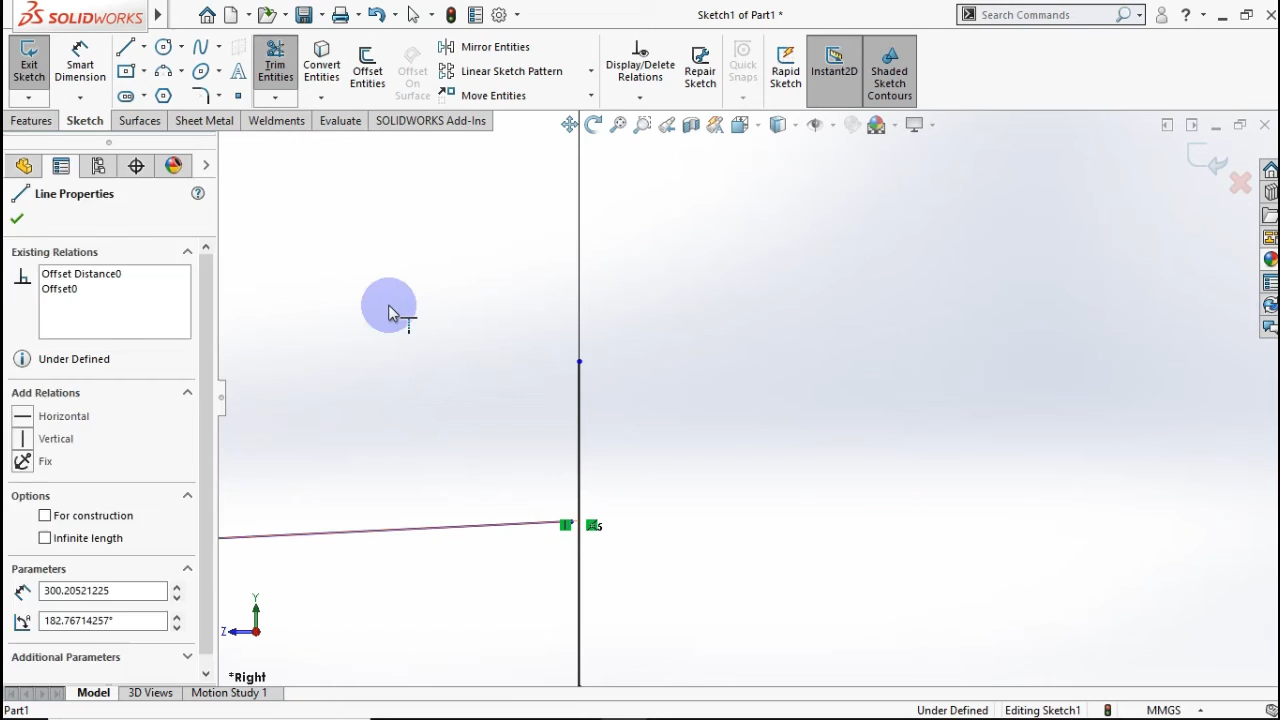 SOLIDWORKS
Sketch1 of Part1 *
Search Commands
?
Exit Sketch
Smart Dimension
Trim Entities
Convert Entities
Offset Entities
Offset On Surface
Mirror Entities
Linear Sketch Pattern
Move Entities
Display/Delete Relations
Repair Sketch
Quick Snaps
Rapid Sketch
Instant2D
Shaded Sketch Contours
Features
Sketch
Surfaces
Sheet Metal
Weldments
Evaluate
SOLIDWORKS Add-Ins
Line Properties
?
Existing Relations
Offset Distance0
Offset0
Under Defined
Add Relations
Horizontal
Vertical
Fix
Options
For construction
Infinite length
Parameters
300.20521225
182.76714257°
Additional Parameters
Y
Z
*Right
Model
3D Views
Motion Study 1
Part1
Under Defined
Editing Sketch1
MMGS